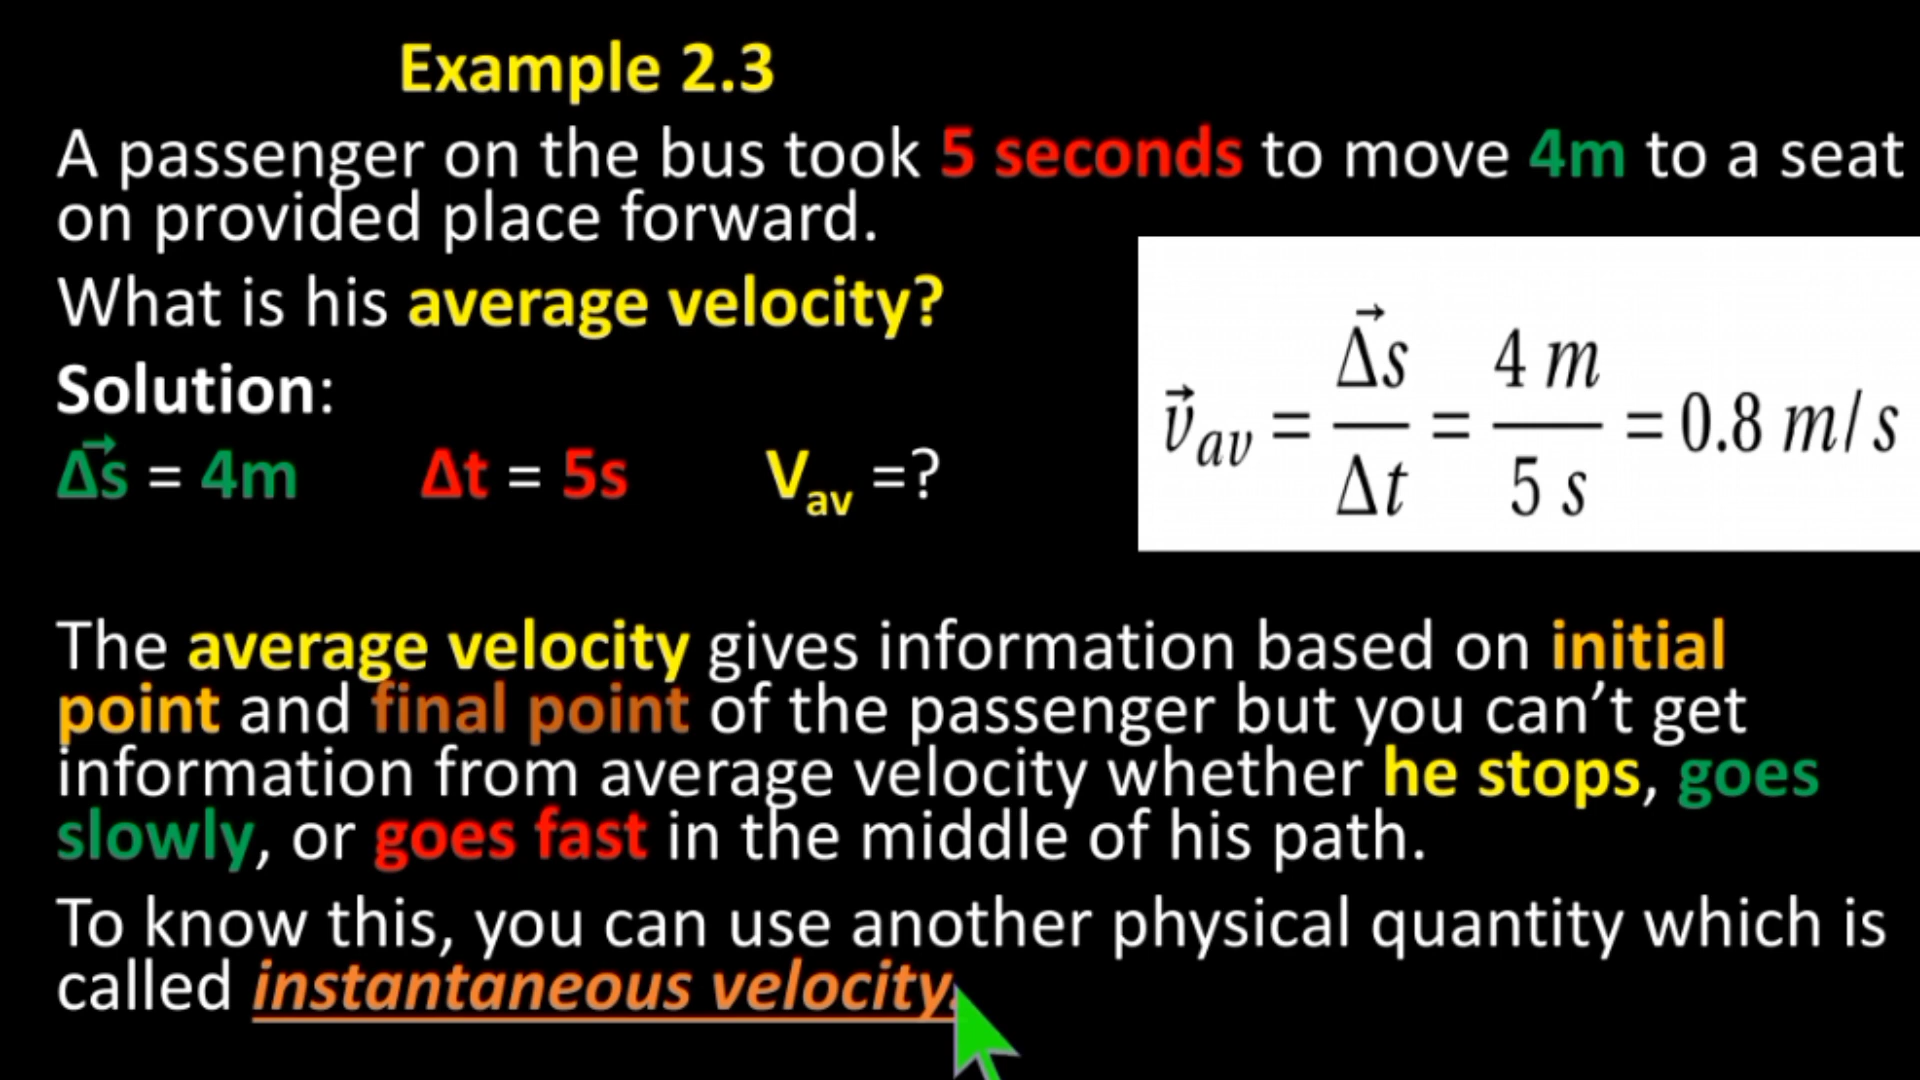 Example 2.3
A passenger on the bus took 5 seconds to move 4m to a seat
on provided place forward.
What is his average velocity?
Solution:
Δs⃗ = 4m Δt = 5s Vav =?
v⃗av = Δs⃗ / Δt = 4 m / 5 s = 0.8 m/s
The average velocity gives information based on initial
point and final point of the passenger but you can’t get
information from average velocity whether he stops, goes
slowly, or goes fast in the middle of his path.
To know this, you can use another physical quantity which is
called instantaneous velocity.